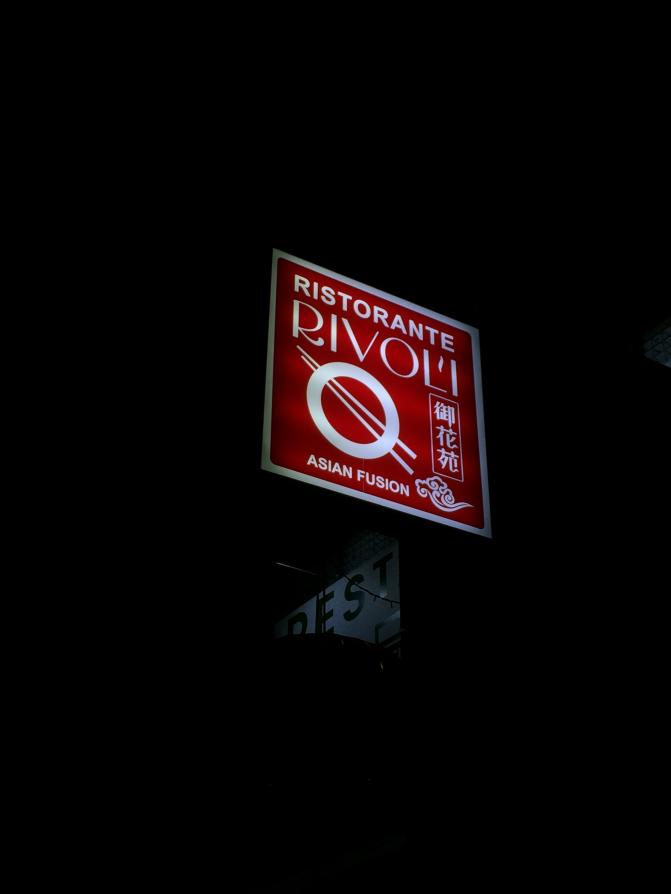 RISTORANTE
RIVOLI
御花苑
ASIAN FUSION
REST